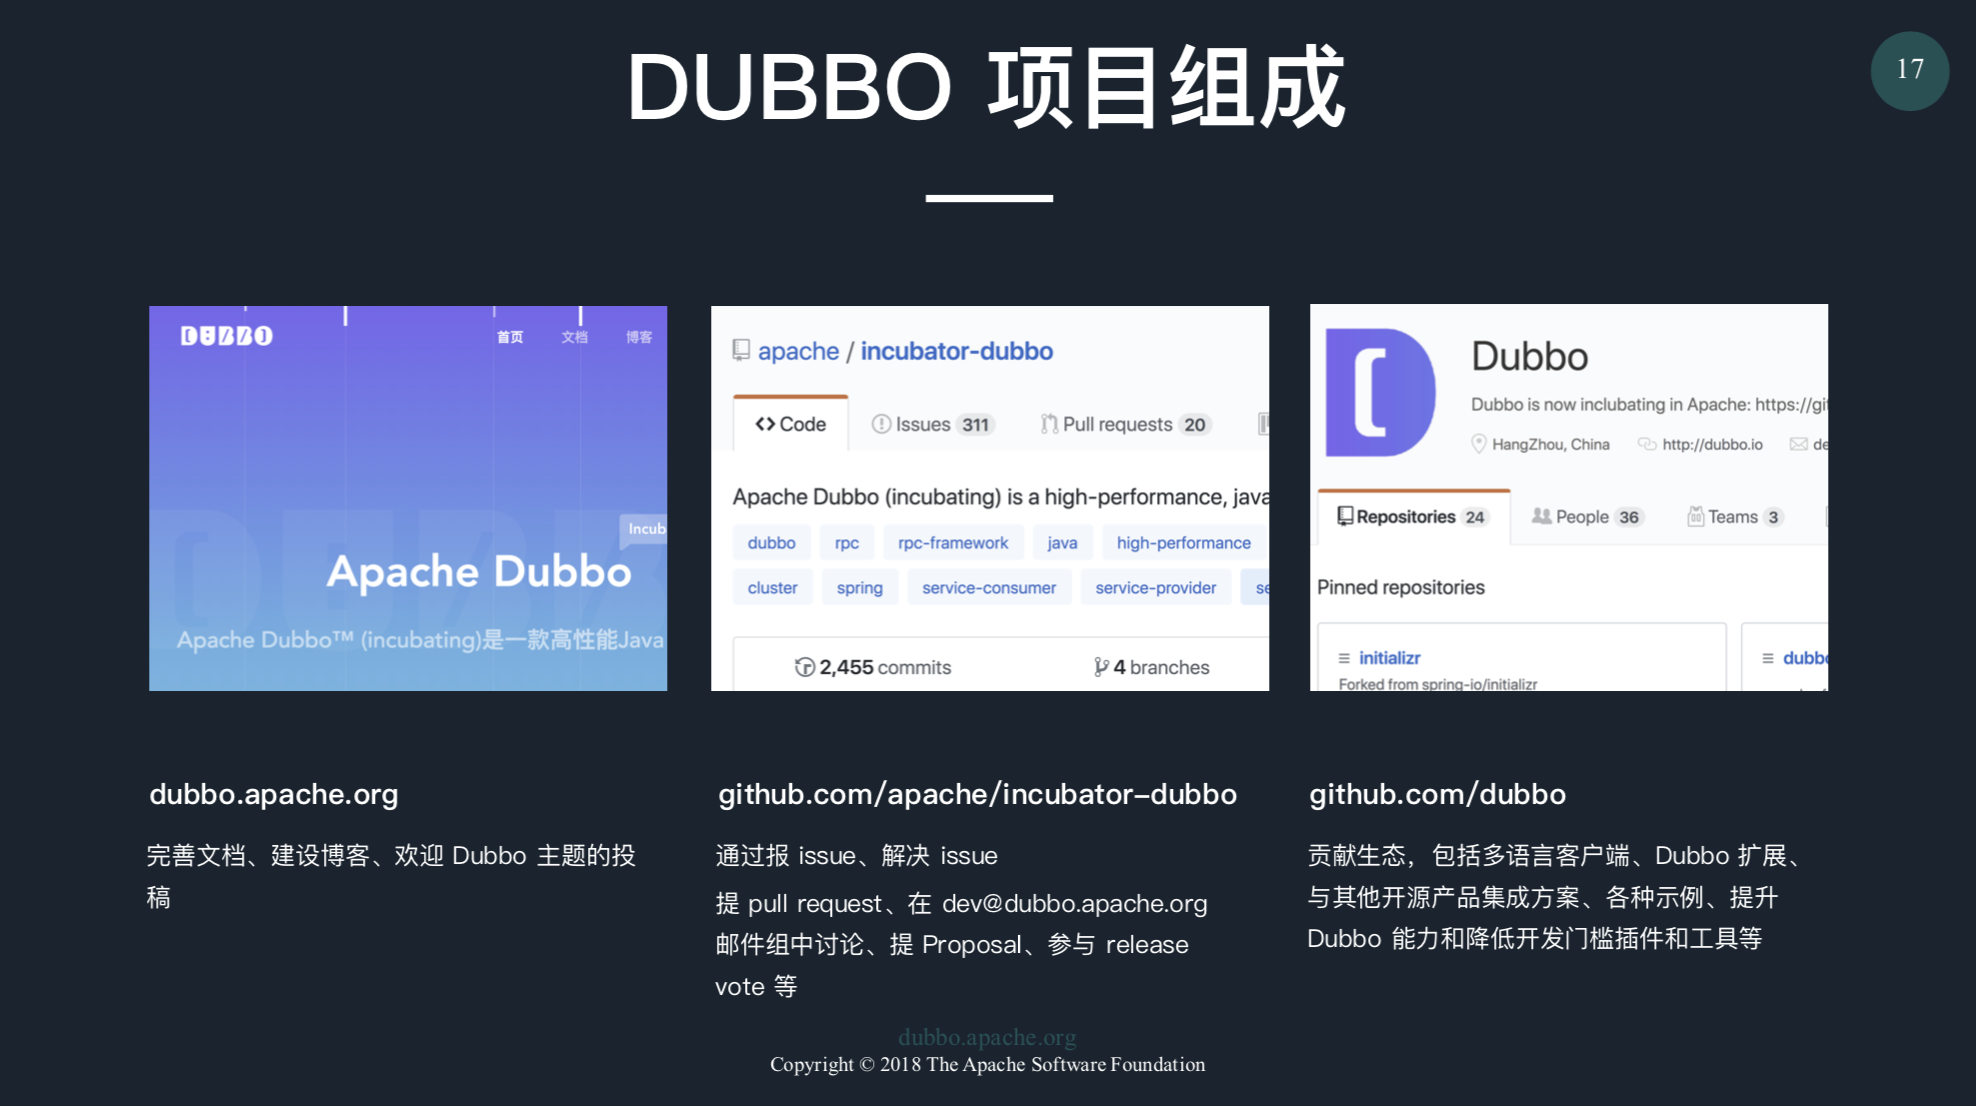 DUBBO 项目组成
17
DUBBO
首页 文档 博客
Incub
Apache Dubbo
Apache Dubbo™ (incubating)是一款高性能Java
apache / incubator-dubbo
Code Issues 311 Pull requests 20
Apache Dubbo (incubating) is a high-performance, java
dubbo rpc rpc-framework java high-performance
cluster spring service-consumer service-provider se
2,455 commits 4 branches
Dubbo
Dubbo is now inclubating in Apache: https://git
HangZhou, China http://dubbo.io de
Repositories 24 People 36 Teams 3
Pinned repositories
initializr dubbo
Forked from spring-io/initializr
dubbo.apache.org
完善文档、建设博客、欢迎 Dubbo 主题的投
稿
github.com/apache/incubator-dubbo
通过报 issue、解决 issue
提 pull request、在 dev@dubbo.apache.org
邮件组中讨论、提 Proposal、参与 release
vote 等
github.com/dubbo
贡献生态，包括多语言客户端、Dubbo 扩展、
与其他开源产品集成方案、各种示例、提升
Dubbo 能力和降低开发门槛插件和工具等
dubbo.apache.org
Copyright © 2018 The Apache Software Foundation